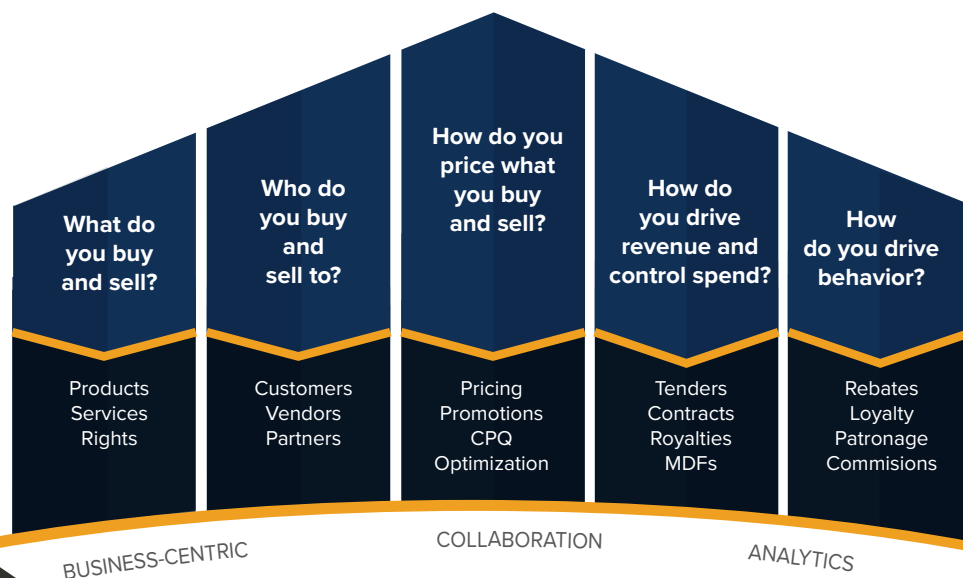 What do
you buy
and sell?
Products
Services
Rights
Who do
you buy
and
sell to?
Customers
Vendors
Partners
How do you
price what
you buy
and sell?
Pricing
Promotions
CPQ
Optimization
How do
you drive
revenue and
control spend?
Tenders
Contracts
Royalties
MDFs
How
do you drive
behavior?
Rebates
Loyalty
Patronage
Commisions
BUSINESS-CENTRIC
COLLABORATION
ANALYTICS